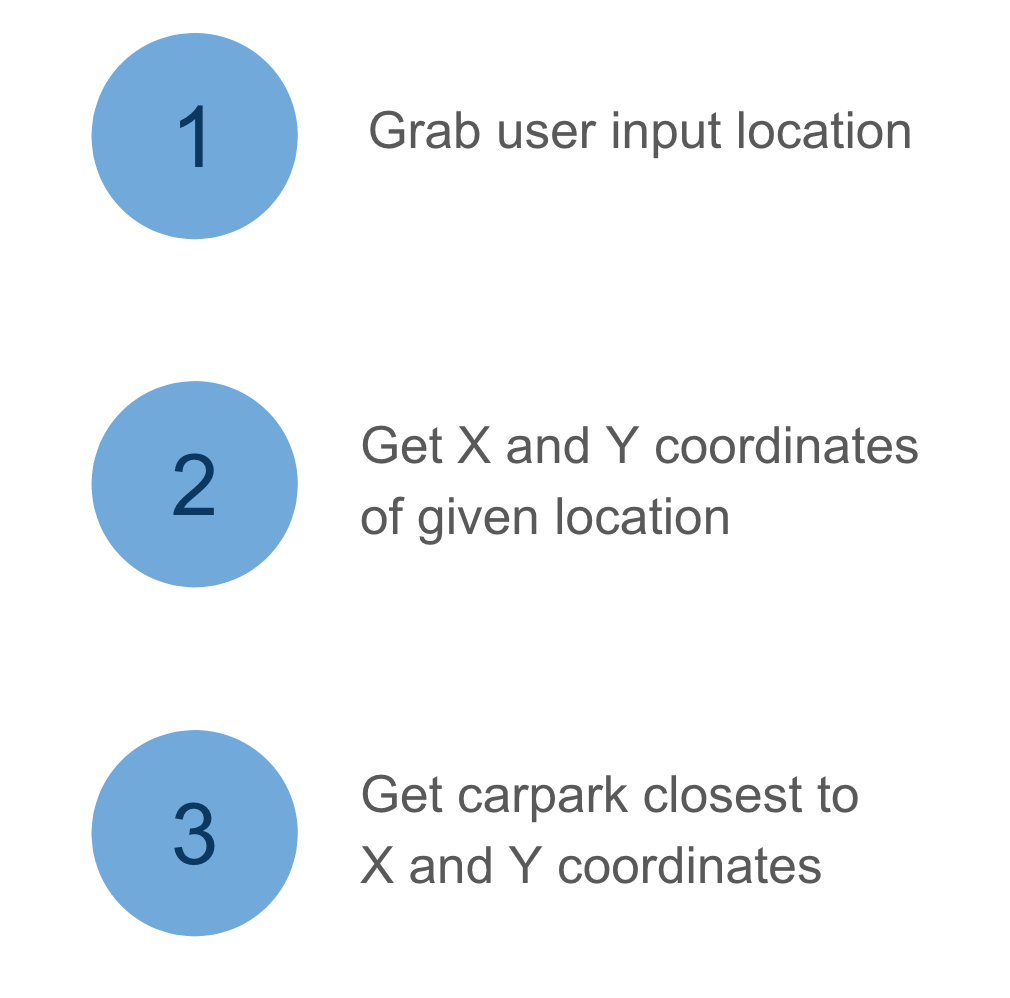 1
Grab user input location
2
Get X and Y coordinates
of given location
3
Get carpark closest to
X and Y coordinates